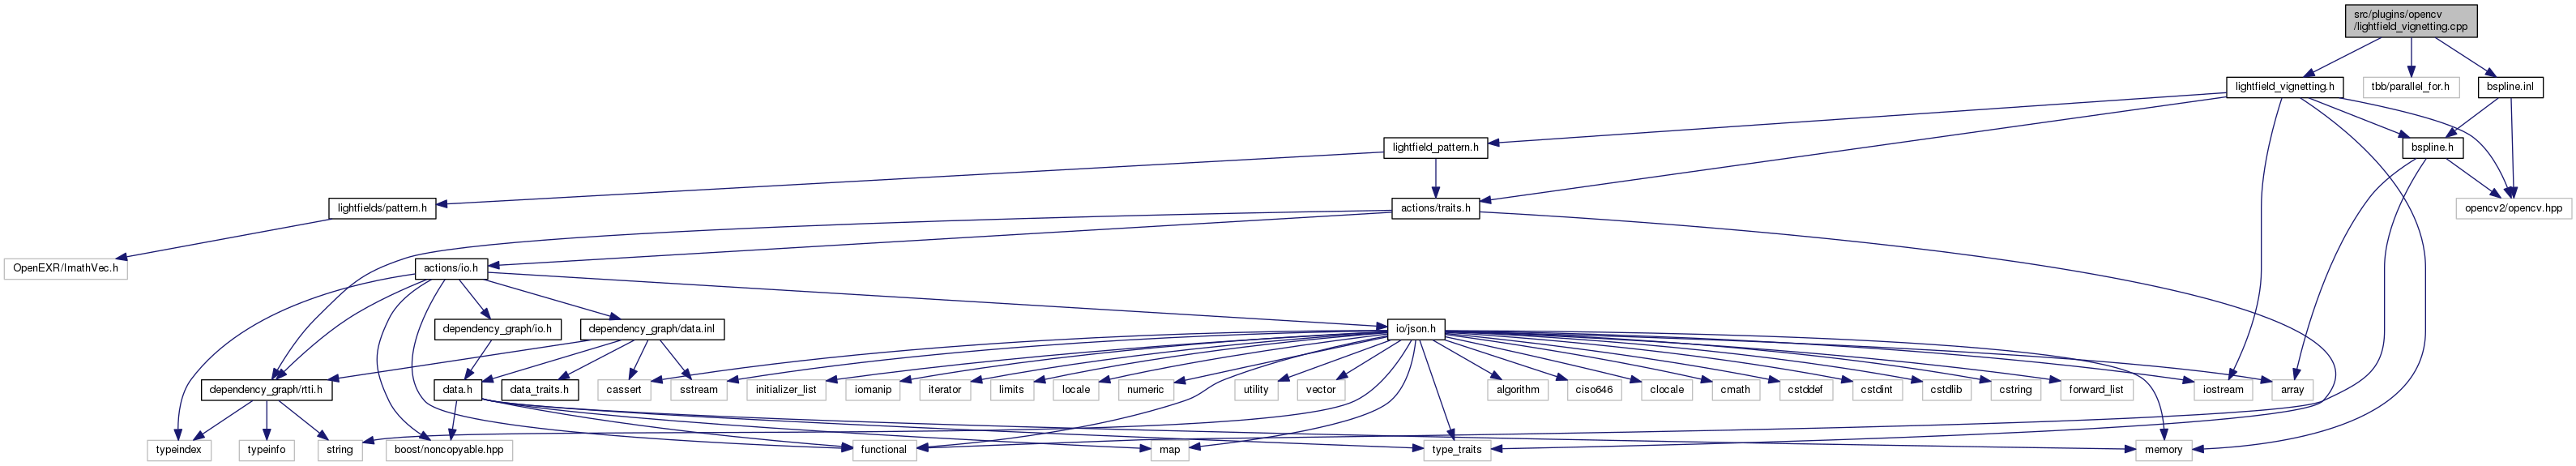 src/plugins/opencv
/lightfield_vignetting.cpp
lightfield_vignetting.h
tbb/parallel_for.h
bspline.inl
lightfield_pattern.h
bspline.h
lightfields/pattern.h
actions/traits.h
opencv2/opencv.hpp
OpenEXR/ImathVec.h
actions/io.h
dependency_graph/io.h
dependency_graph/data.inl
io/json.h
dependency_graph/rtti.h
data.h
data_traits.h
cassert
sstream
initializer_list
iomanip
iterator
limits
locale
numeric
utility
vector
algorithm
ciso646
clocale
cmath
cstddef
cstdint
cstdlib
cstring
forward_list
iostream
array
typeindex
typeinfo
string
boost/noncopyable.hpp
functional
map
type_traits
memory